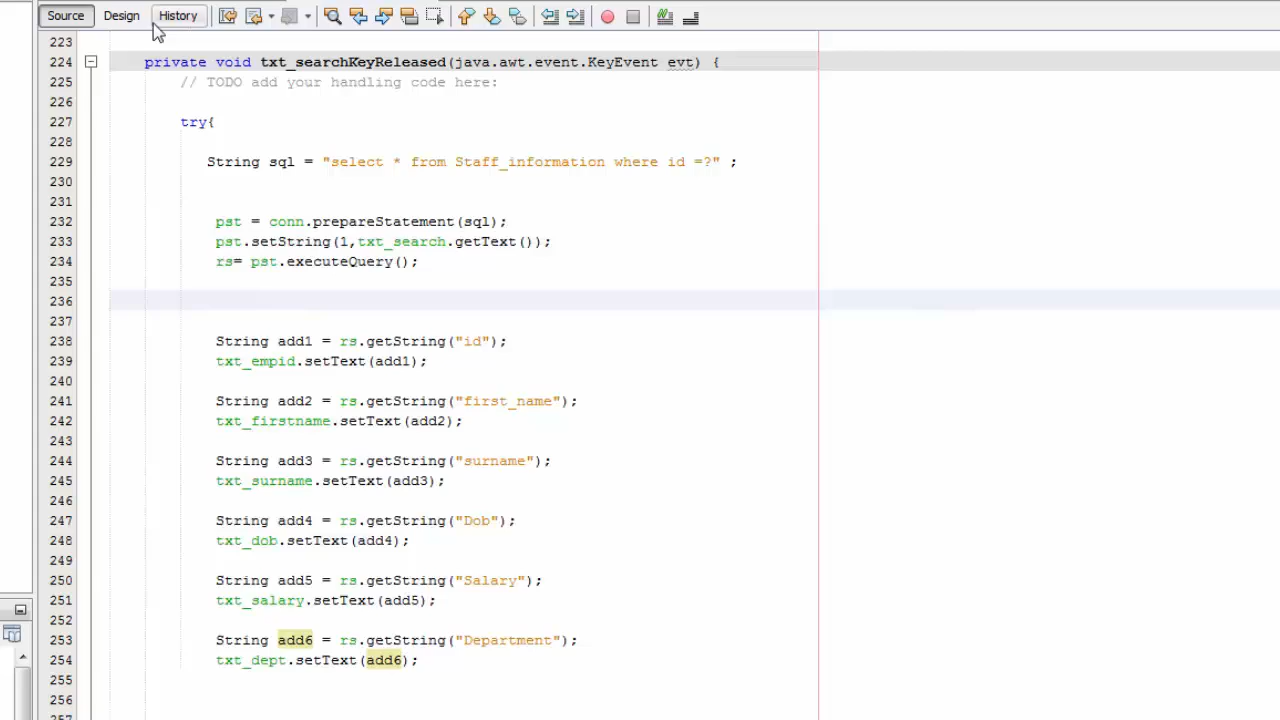 Source Design History
223
224 private void txt_searchKeyReleased(java.awt.event.KeyEvent evt) {
225 // TODO add your handling code here:
226
227 try{
228
229 String sql = "select * from Staff_information where id =?" ;
230
231
232 pst = conn.prepareStatement(sql);
233 pst.setString(1,txt_search.getText());
234 rs= pst.executeQuery();
235
236
237
238 String add1 = rs.getString("id");
239 txt_empid.setText(add1);
240
241 String add2 = rs.getString("first_name");
242 txt_firstname.setText(add2);
243
244 String add3 = rs.getString("surname");
245 txt_surname.setText(add3);
246
247 String add4 = rs.getString("Dob");
248 txt_dob.setText(add4);
249
250 String add5 = rs.getString("Salary");
251 txt_salary.setText(add5);
252
253 String add6 = rs.getString("Department");
254 txt_dept.setText(add6);
255
256
257